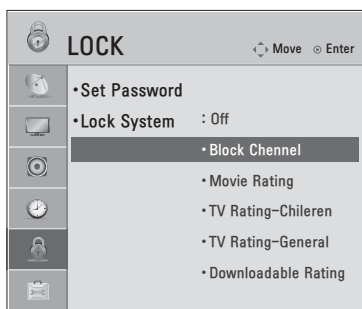 LOCK
Move Enter
•Set Password
•Lock System : Off
•Block Chennel
•Movie Rating
•TV Rating-Chileren
•TV Rating-General
•Downloadable Rating